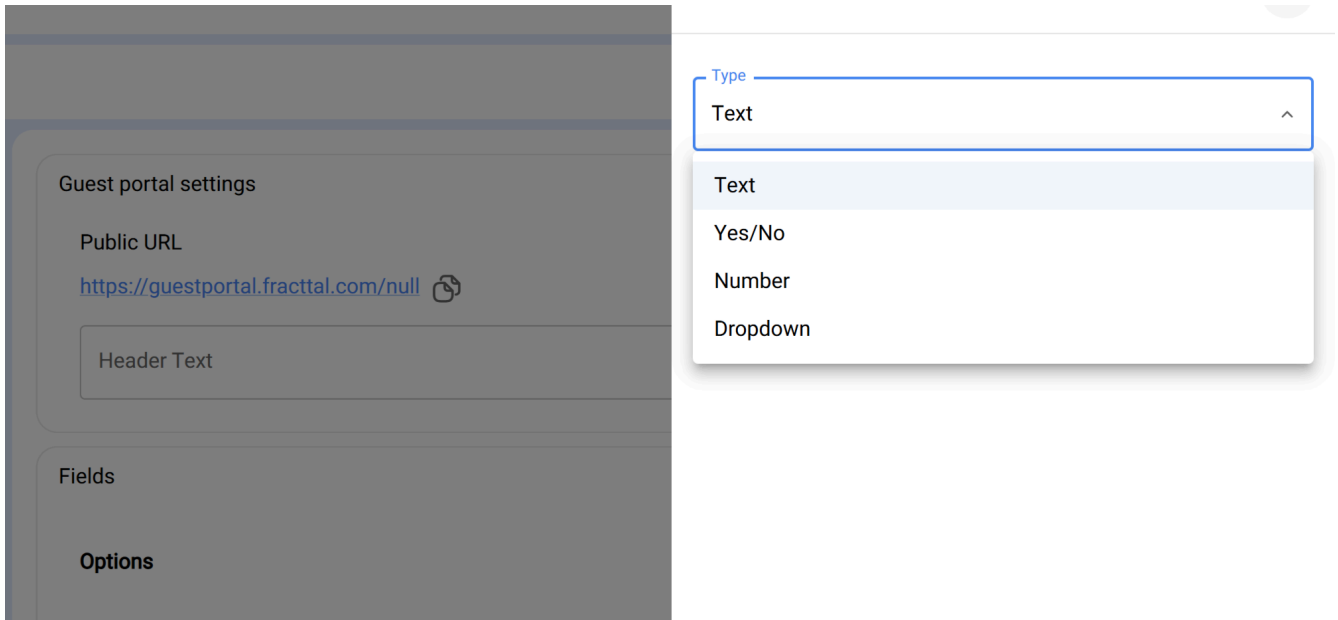 Guest portal settings
Public URL
https://guestportal.fracttal.com/null
Header Text
Fields
Options
Type
Text
Text
Yes/No
Number
Dropdown